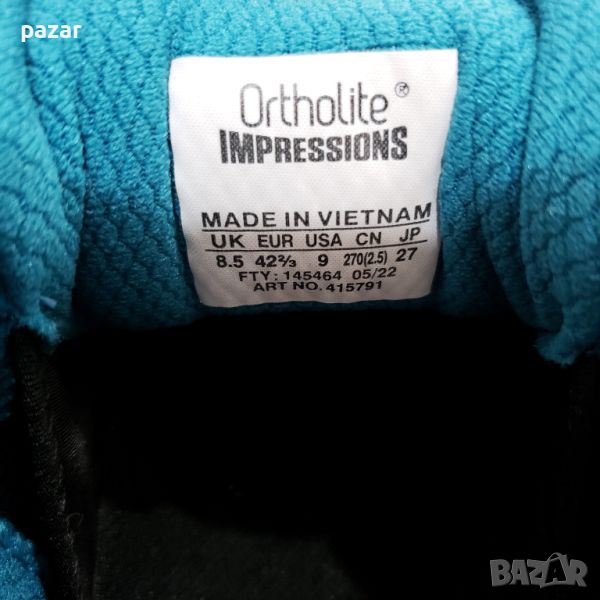 pazar
Ortholite®
IMPRESSIONS
MADE IN VIETNAM
UK EUR USA CN JP
8.5 42⅔ 9 270(2.5) 27
FTY: 145464 05/22
ART NO. 415791
BAZAR